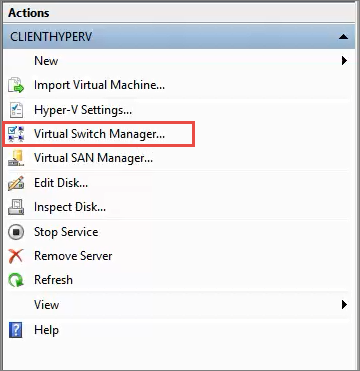 Actions
CLIENTHYPERV
New
Import Virtual Machine...
Hyper-V Settings...
Virtual Switch Manager...
Virtual SAN Manager...
Edit Disk...
Inspect Disk...
Stop Service
Remove Server
Refresh
View
Help